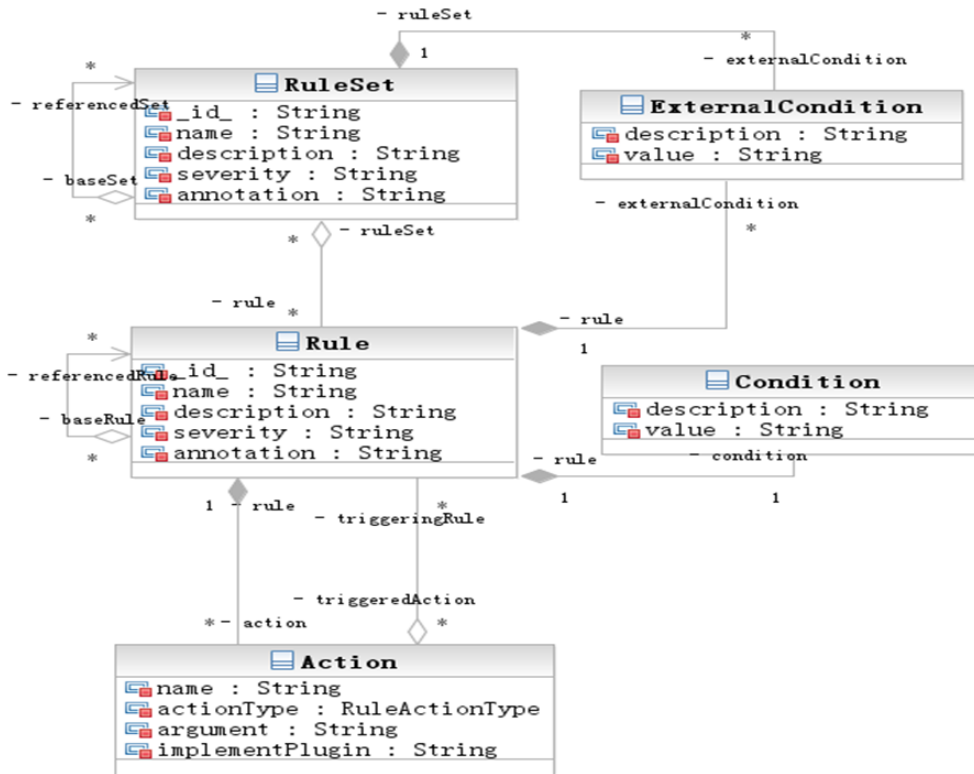 - ruleSet
1
*
- externalCondition
*
- referencedSet
- baseSet
*
RuleSet
_id_ : String
name : String
description : String
severity : String
annotation : String
ExternalCondition
description : String
value : String
- externalCondition
*
*
- ruleSet
- rule
*
- rule
1
*
- referencedRule
- baseRule
*
Rule
_id_ : String
name : String
description : String
severity : String
annotation : String
Condition
description : String
value : String
- rule
1
- condition
1
1
- rule
*
- triggeringRule
- triggeredAction
*
* - action
Action
name : String
actionType : RuleActionType
argument : String
implementPlugin : String